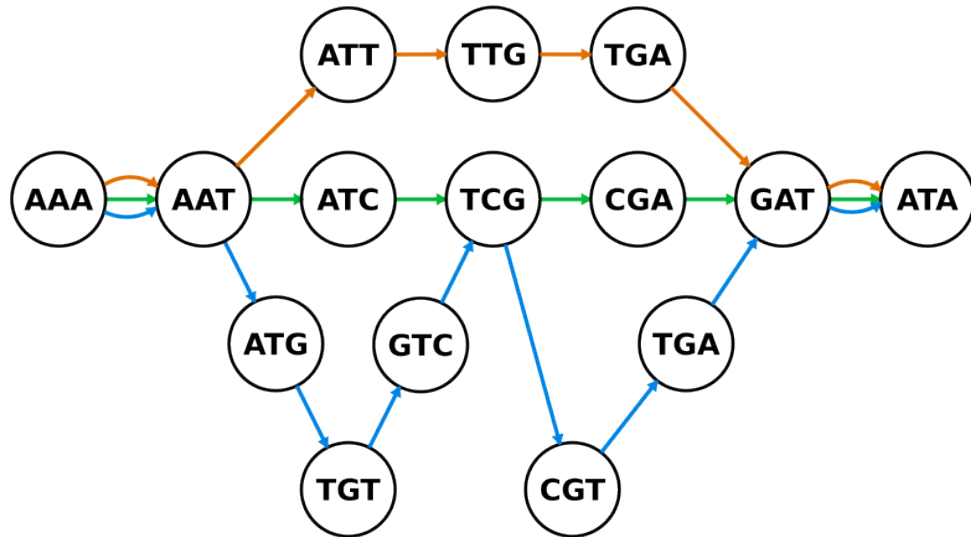 ATT TTG TGA
AAA AAT ATC TCG CGA GAT ATA
ATG GTC TGA
TGT CGT